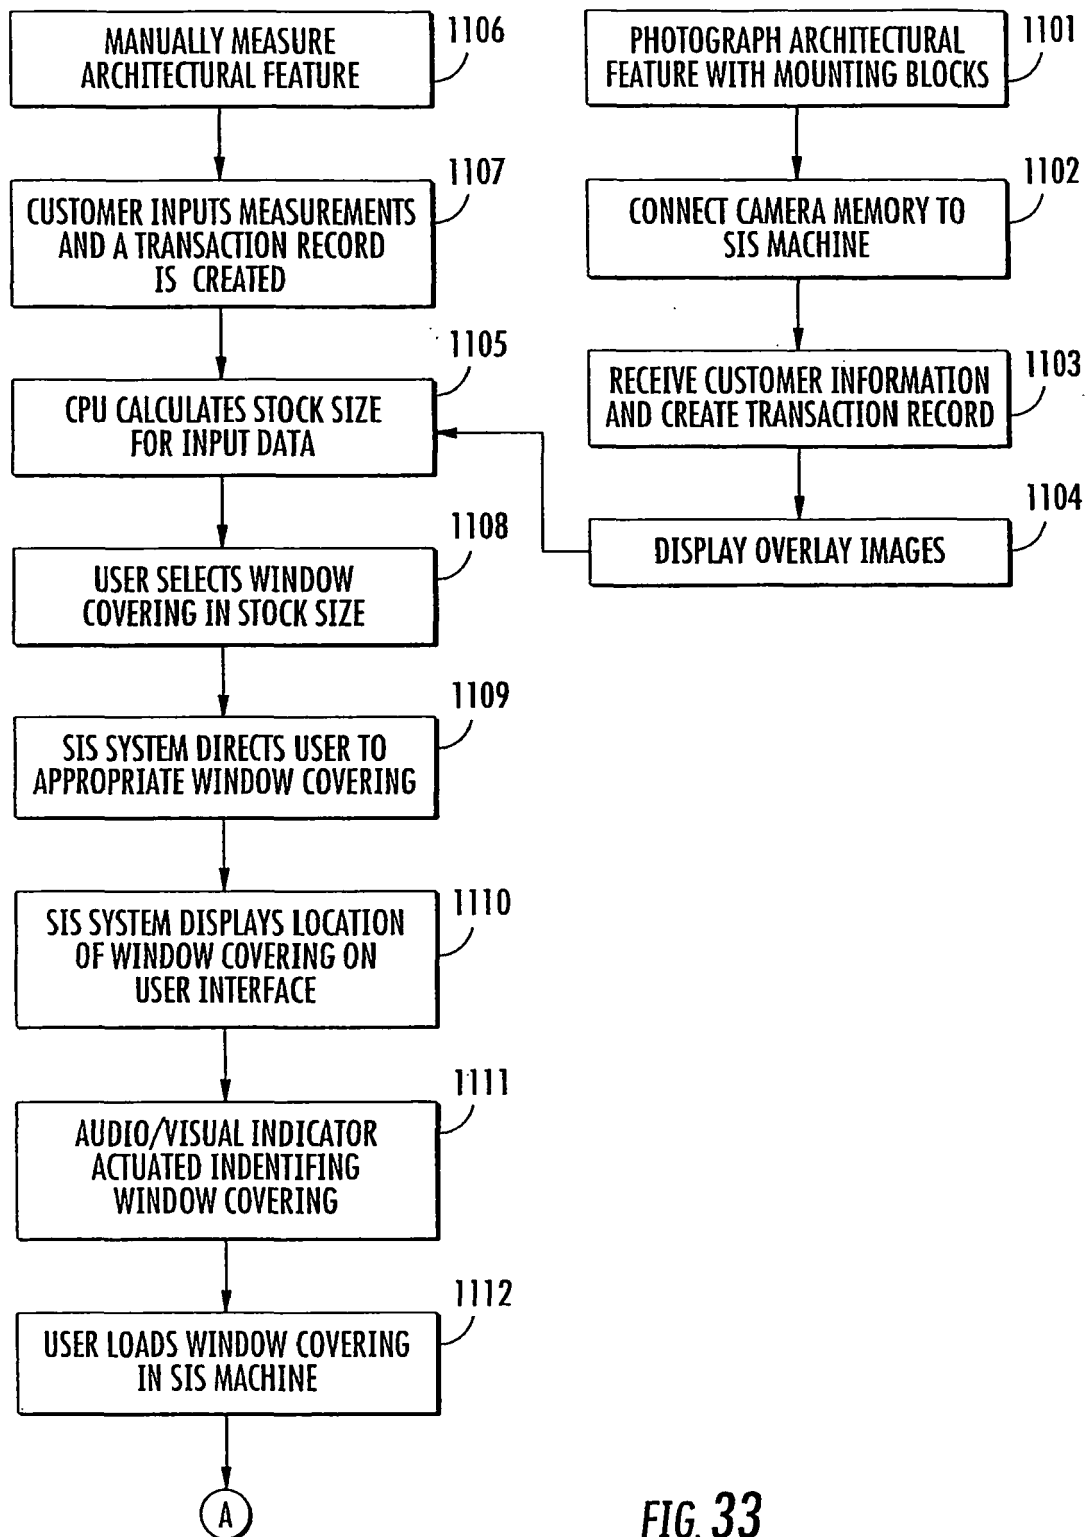 MANUALLY MEASURE
ARCHITECTURAL FEATURE
1106
CUSTOMER INPUTS MEASUREMENTS
AND A TRANSACTION RECORD
IS CREATED
1107
CPU CALCULATES STOCK SIZE
FOR INPUT DATA
1105
USER SELECTS WINDOW
COVERING IN STOCK SIZE
1108
SIS SYSTEM DIRECTS USER TO
APPROPRIATE WINDOW COVERING
1109
SIS SYSTEM DISPLAYS LOCATION
OF WINDOW COVERING ON
USER INTERFACE
1110
AUDIO/VISUAL INDICATOR
ACTUATED INDENTIFING
WINDOW COVERING
1111
USER LOADS WINDOW COVERING
IN SIS MACHINE
1112
A
PHOTOGRAPH ARCHITECTURAL
FEATURE WITH MOUNTING BLOCKS
1101
CONNECT CAMERA MEMORY TO
SIS MACHINE
1102
RECEIVE CUSTOMER INFORMATION
AND CREATE TRANSACTION RECORD
1103
DISPLAY OVERLAY IMAGES
1104
FIG. 33